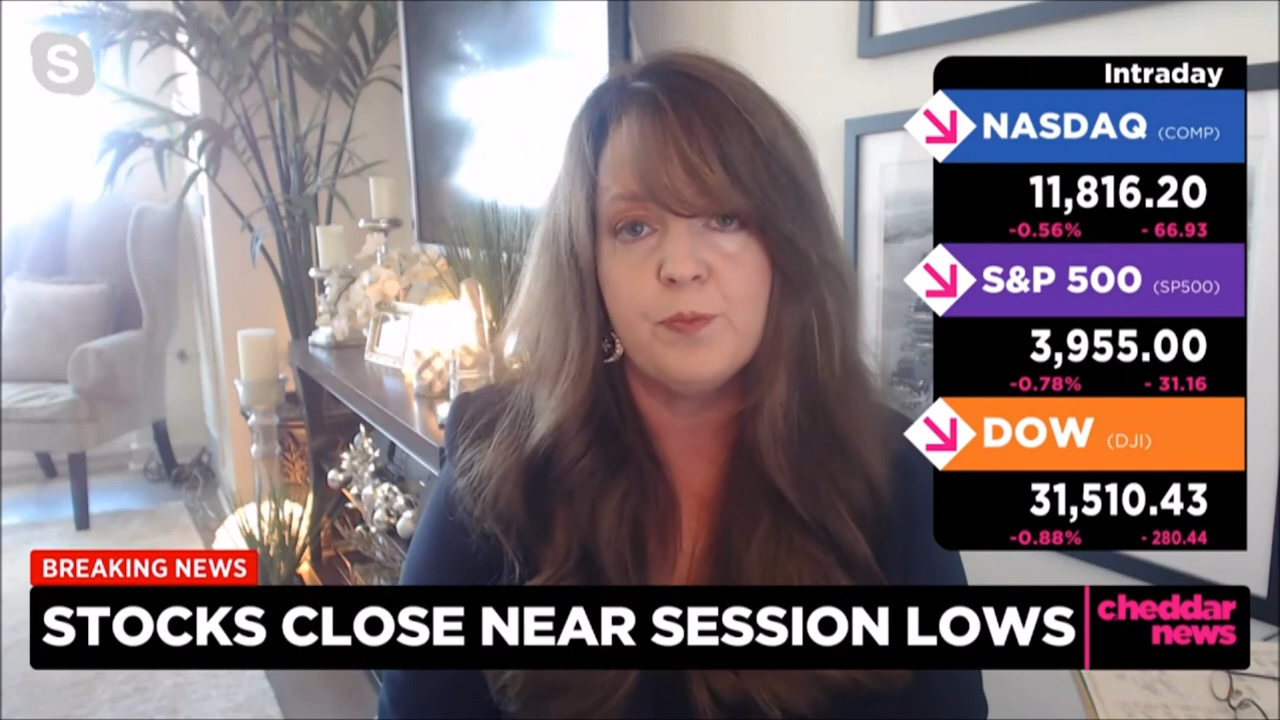 S
Intraday
NASDAQ (COMP)
11,816.20
-0.56% - 66.93
S&P 500 (SP500)
3,955.00
-0.78% - 31.16
DOW (DJI)
31,510.43
-0.88% - 280.44
BREAKING NEWS
STOCKS CLOSE NEAR SESSION LOWS
cheddar
news